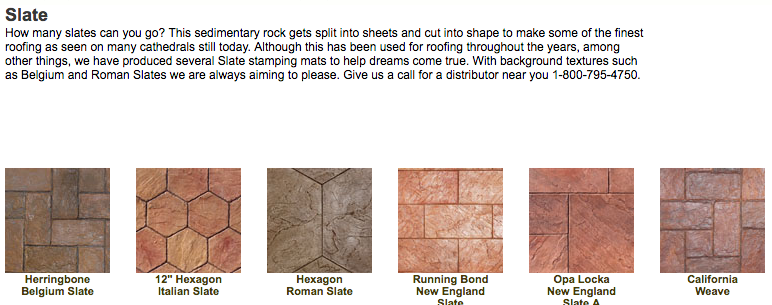 Slate
How many slates can you go? This sedimentary rock gets split into sheets and cut into shape to make some of the finest
roofing as seen on many cathedrals still today. Although this has been used for roofing throughout the years, among
other things, we have produced several Slate stamping mats to help dreams come true. With background textures such
as Belgium and Roman Slates we are always aiming to please. Give us a call for a distributor near you 1-800-795-4750.
Herringbone
Belgium Slate
12" Hexagon
Italian Slate
Hexagon
Roman Slate
Running Bond
New England
Slate
Opa Locka
New England
Slate A
California
Weave